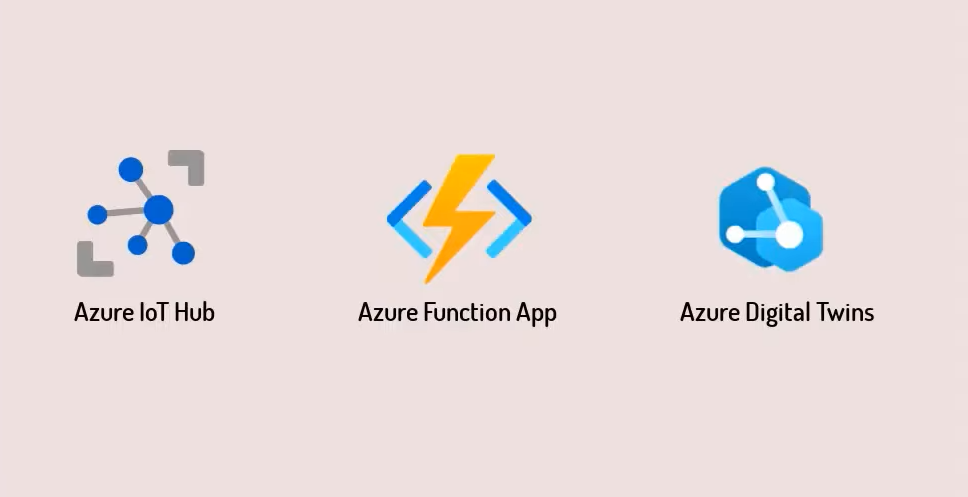 Azure IoT Hub
Azure Function App
Azure Digital Twins